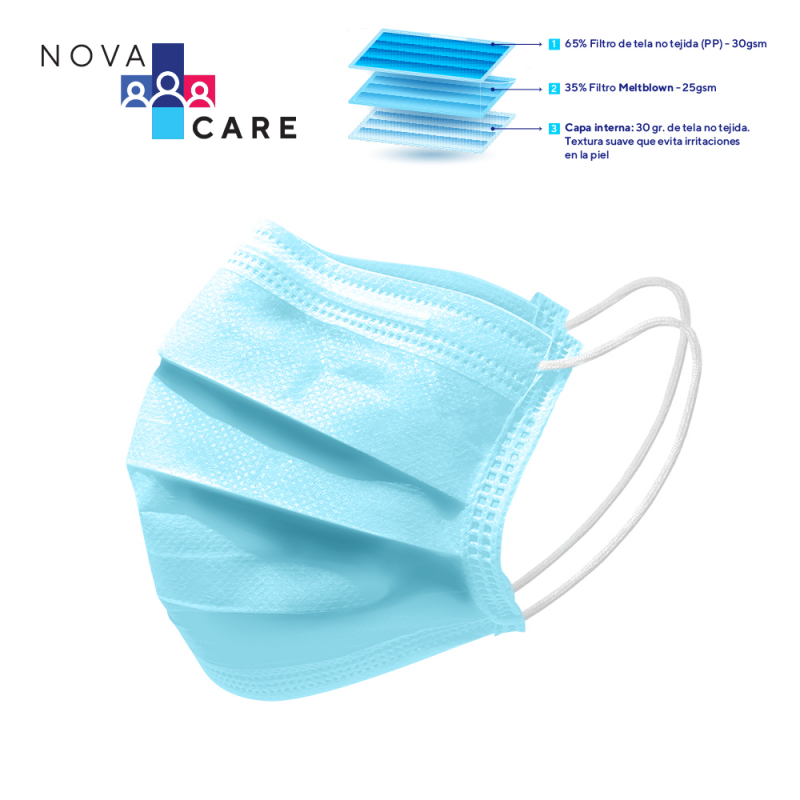 NOVA
CARE
1 65% Filtro de tela no tejida (PP) - 30gsm
2 35% Filtro Meltblown - 25gsm
3 Capa interna: 30 gr. de tela no tejida.
Textura suave que evita irritaciones
en la piel